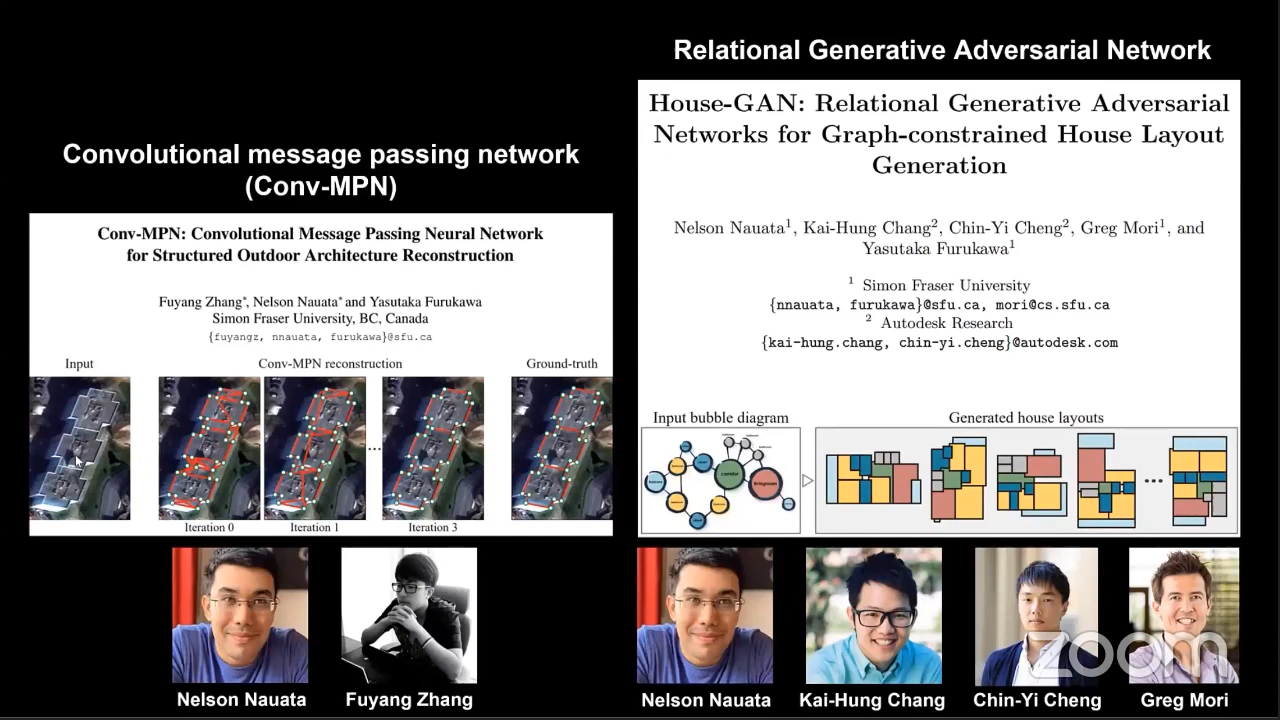 Convolutional message passing network
(Conv-MPN)
Conv-MPN: Convolutional Message Passing Neural Network
for Structured Outdoor Architecture Reconstruction
Fuyang Zhang*, Nelson Nauata* and Yasutaka Furukawa
Simon Fraser University, BC, Canada
{fuyangz, nnauata, furukawa}@sfu.ca
Input
Conv-MPN reconstruction
Ground-truth
Iteration 0
Iteration 1
...
Iteration 3
Nelson Nauata
Fuyang Zhang
Relational Generative Adversarial Network
House-GAN: Relational Generative Adversarial
Networks for Graph-constrained House Layout
Generation
Nelson Nauata1, Kai-Hung Chang2, Chin-Yi Cheng2, Greg Mori1, and
Yasutaka Furukawa1
1 Simon Fraser University
{nnauata, furukawa}@sfu.ca, mori@cs.sfu.ca
2 Autodesk Research
{kai-hung.chang, chin-yi.cheng}@autodesk.com
Input bubble diagram
Generated house layouts
...
Nelson Nauata
Kai-Hung Chang
Chin-Yi Cheng
Greg Mori
zoom